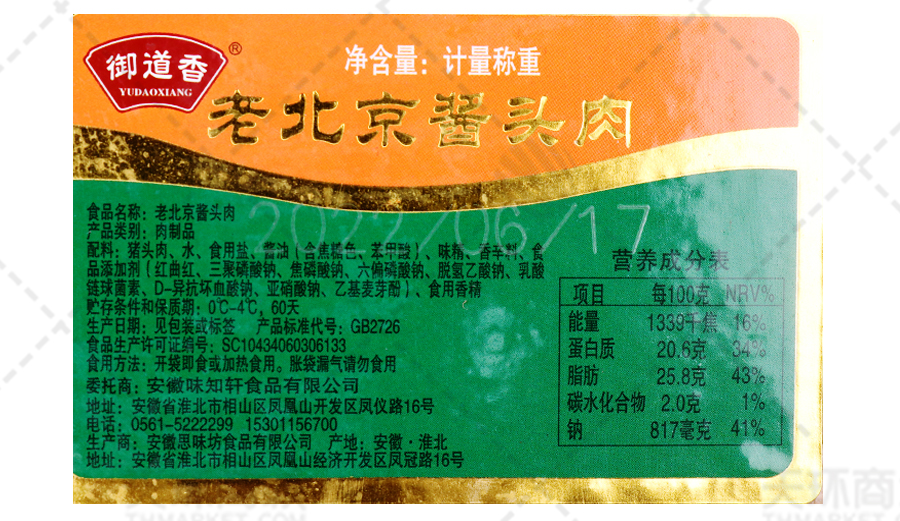 御道香®
YUDAOXIANG
净含量：计量称重
老北京酱头肉
2022/06/17
食品名称：老北京酱头肉
产品类别：肉制品
配料：猪头肉、水、食用盐、酱油（含焦糖色、苯甲酸）、味精、香辛料、食
品添加剂（红曲红、三聚磷酸钠、焦磷酸钠、六偏磷酸钠、脱氢乙酸钠、乳酸
链球菌素、D-异抗坏血酸钠、亚硝酸钠、乙基麦芽酚）、食用香精
贮存条件和保质期：0℃-4℃，60天
生产日期：见包装或标签 产品标准代号：GB2726
食品生产许可证编号：SC10434060306133
食用方法：开袋即食或加热食用。胀袋漏气请勿食用
委托商：安徽味知轩食品有限公司
地址：安徽省淮北市相山区凤凰山开发区凤仪路16号
电话：0561-5222299 15301156700
生产商：安徽思味坊食品有限公司 产地：安徽·淮北
地址：安徽省淮北市相山区凤凰山经济开发区凤冠路16号
营养成分表
项目 每100克 NRV%
能量 1339千焦 16%
蛋白质 20.6克 34%
脂肪 25.8克 43%
碳水化合物 2.0克 1%
钠 817毫克 41%